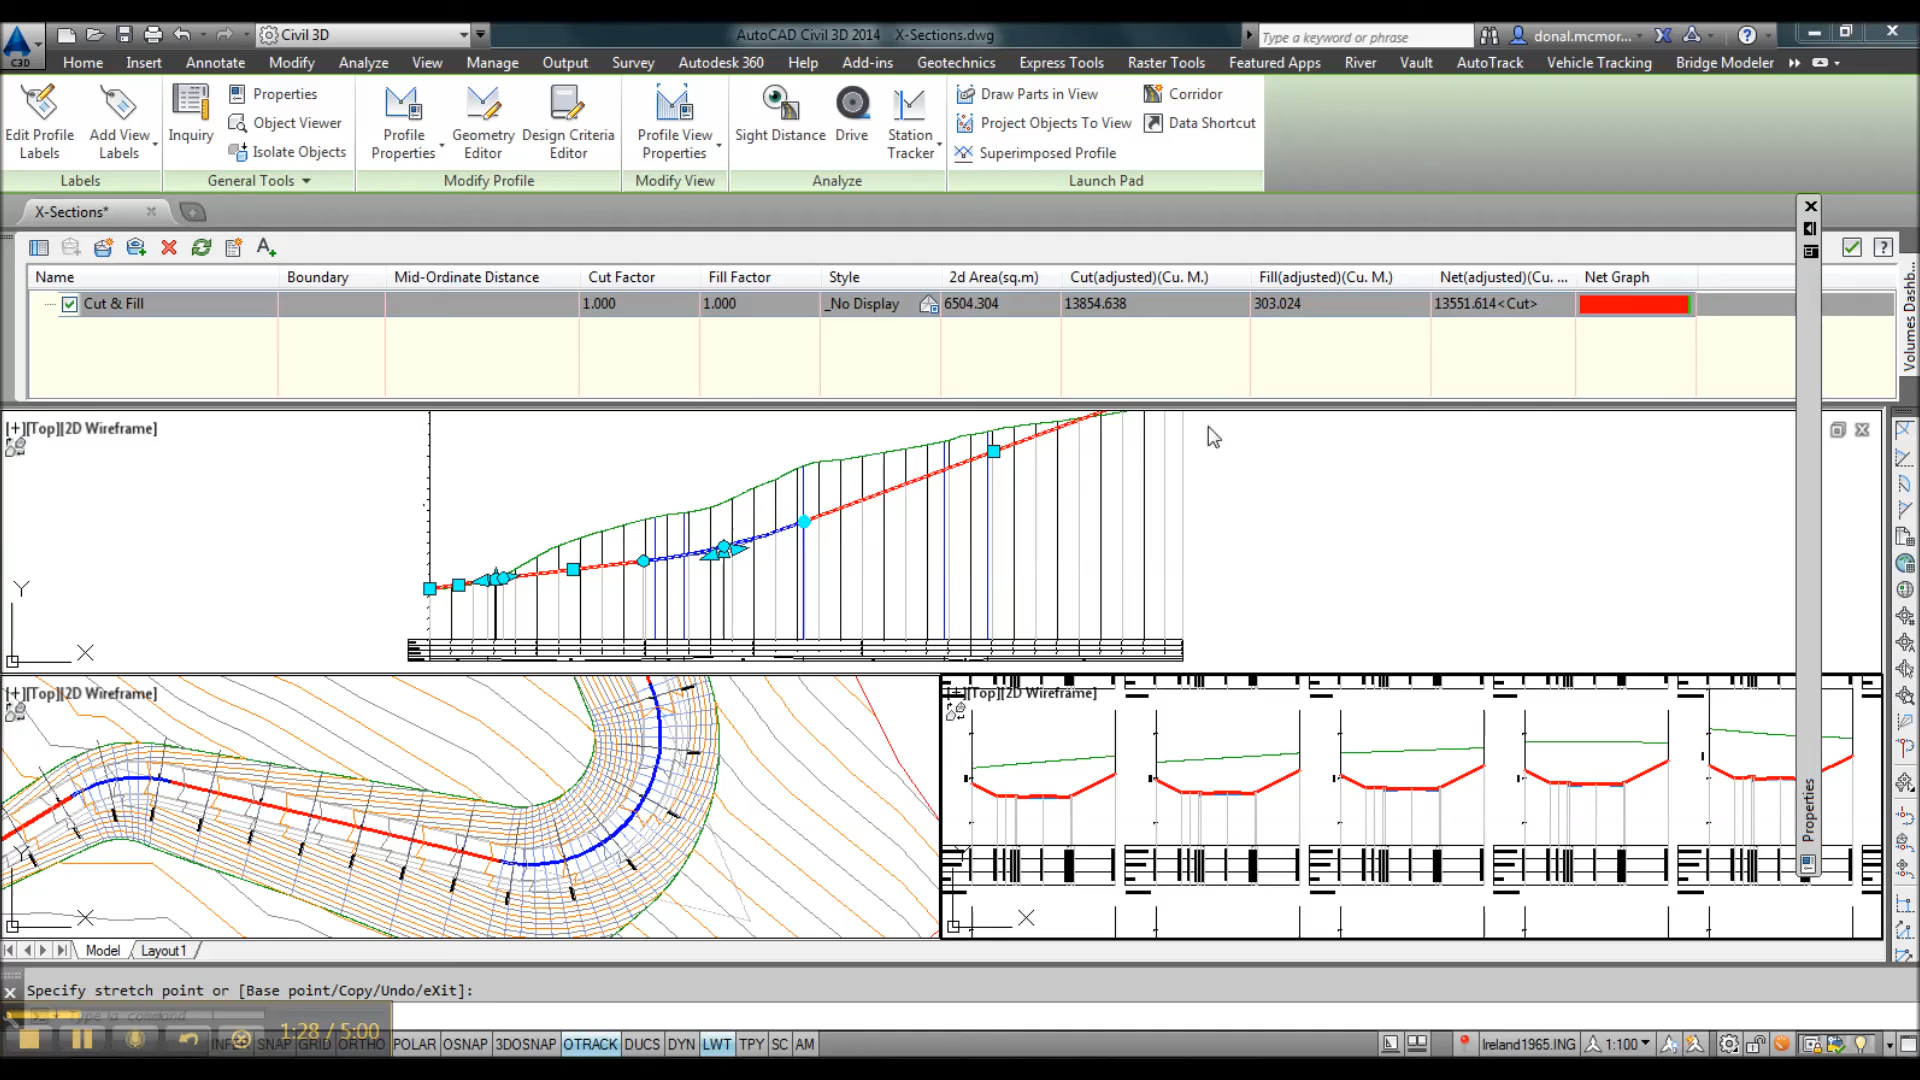 Civil 3D
AutoCAD Civil 3D 2014 X-Sections.dwg
Type a keyword or phrase
donal.mcmor...
C3D
Home Insert Annotate Modify Analyze View Manage Output Survey Autodesk 360 Help Add-ins Geotechnics Express Tools Raster Tools Featured Apps River Vault AutoTrack Vehicle Tracking Bridge Modeler
Edit Profile Labels
Add View Labels
Inquiry
Properties
Object Viewer
Isolate Objects
Profile Properties
Geometry Editor
Design Criteria Editor
Profile View Properties
Sight Distance
Drive
Station Tracker
Draw Parts in View
Project Objects To View
Superimposed Profile
Corridor
Data Shortcut
Labels General Tools Modify Profile Modify View Analyze Launch Pad
X-Sections*
Name Boundary Mid-Ordinate Distance Cut Factor Fill Factor Style 2d Area(sq.m) Cut(adjusted)(Cu. M.) Fill(adjusted)(Cu. M.) Net(adjusted)(Cu. ... Net Graph
Cut & Fill 1.000 1.000 _No Display 6504.304 13854.638 303.024 13551.614<Cut>
Volumes Dashb...
[+][Top][2D Wireframe]
Y
X
[+][Top][2D Wireframe]
Y
X
[+][Top][2D Wireframe]
X
Properties
Model Layout1
Specify stretch point or [Base point/Copy/Undo/eXit]:
Type a command
1:28 / 5:00
INFER SNAP GRID ORTHO POLAR OSNAP 3DOSNAP OTRACK DUCS DYN LWT TPY SC AM
Ireland1965.ING 1:100